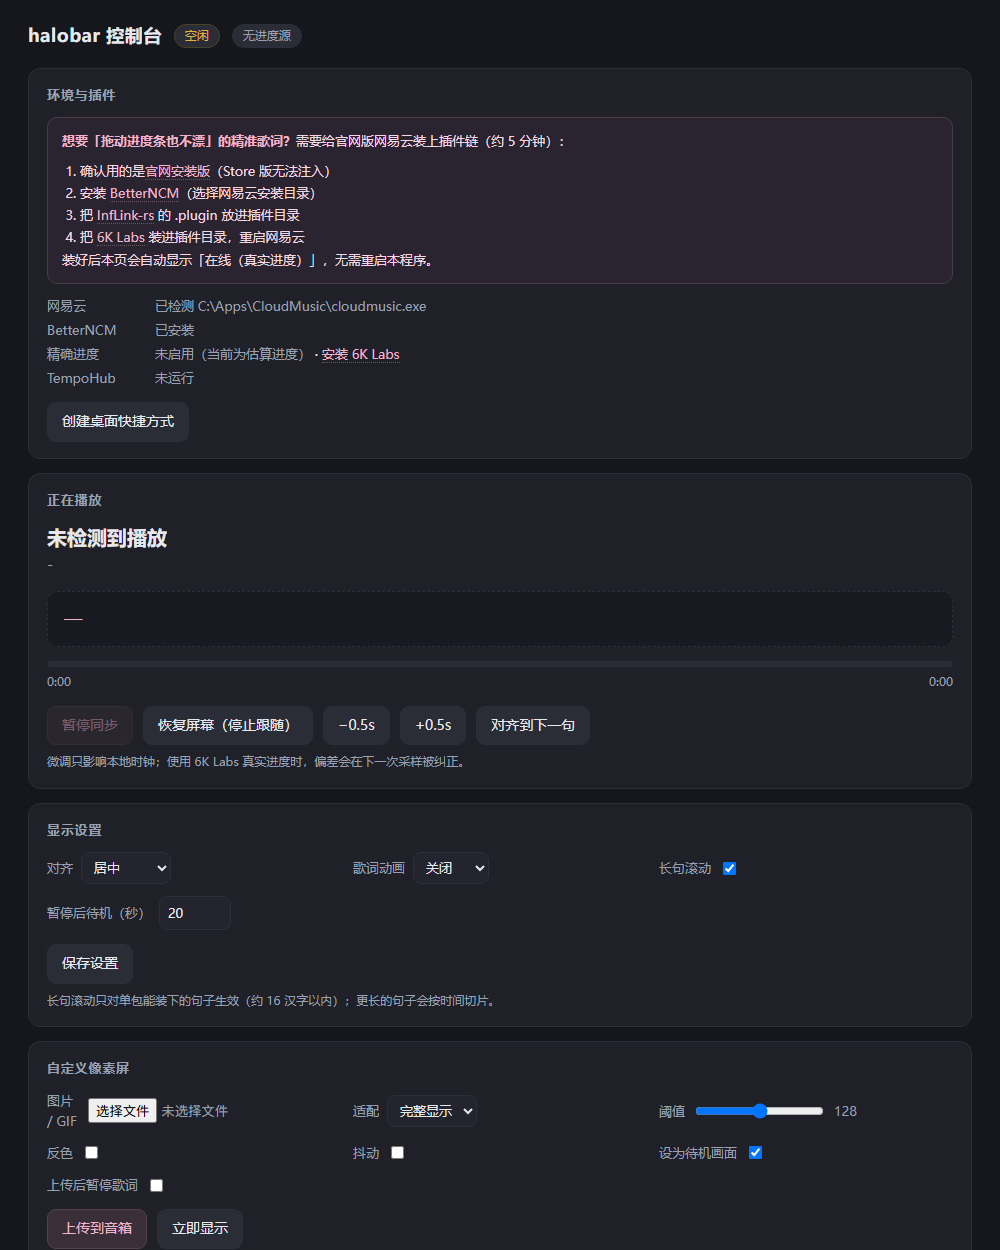 halobar 控制台 空闲 无进度源
环境与插件
想要「拖动进度条也不漂」的精准歌词？需要给官网版网易云装上插件链（约 5 分钟）：
1. 确认用的是官网安装版（Store 版无法注入）
2. 安装 BetterNCM（选择网易云安装目录）
3. 把 InfLink-rs 的 .plugin 放进插件目录
4. 把 6K Labs 装进插件目录，重启网易云
装好后本页会自动显示「在线（真实进度）」，无需重启本程序。
网易云 已检测 C:\Apps\CloudMusic\cloudmusic.exe
BetterNCM 已安装
精确进度 未启用（当前为估算进度） · 安装 6K Labs
TempoHub 未运行
创建桌面快捷方式
正在播放
未检测到播放
-
——
0:00 0:00
暂停同步 恢复屏幕（停止跟随） −0.5s +0.5s 对齐到下一句
微调只影响本地时钟；使用 6K Labs 真实进度时，偏差会在下一次采样被纠正。
显示设置
对齐 居中 歌词动画 关闭 长句滚动
暂停后待机（秒） 20
保存设置
长句滚动只对单包能装下的句子生效（约 16 汉字以内）；更长的句子会按时间切片。
自定义像素屏
图片 / GIF 选择文件 未选择文件 适配 完整显示 阈值 128
反色 抖动 设为待机画面
上传后暂停歌词
上传到音箱 立即显示